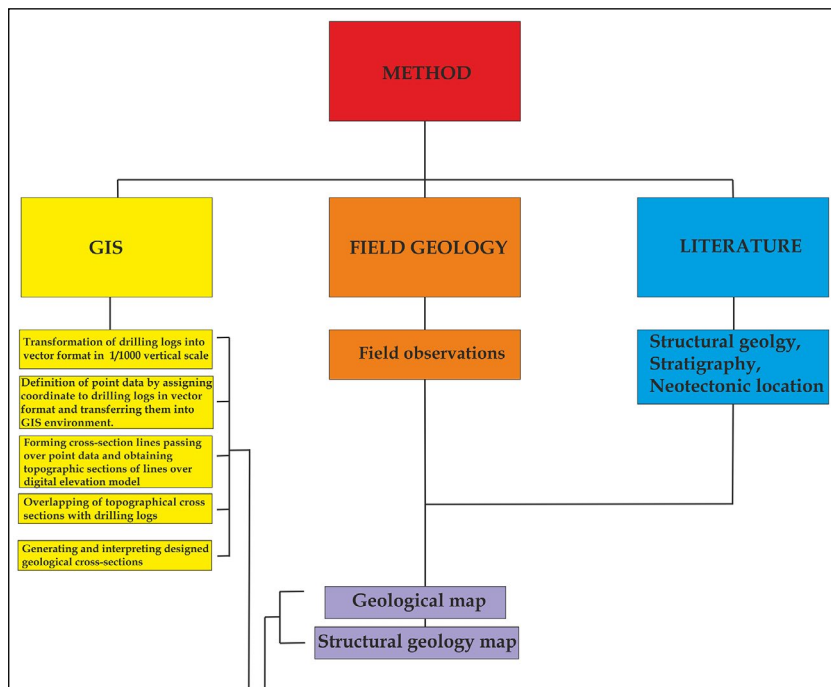 METHOD
GIS
FIELD GEOLOGY
LITERATURE
Transformation of drilling logs into
vector format in 1/1000 vertical scale
Definition of point data by assigning
coordinate to drilling logs in vector
format and transferring them into
GIS environment.
Forming cross-section lines passing
over point data and obtaining
topographic sections of lines over
digital elevation model
Overlapping of topographical cross
sections with drilling logs
Generating and interpreting designed
geological cross-sections
Field observations
Structural geolgy,
Stratigraphy,
Neotectonic location
Geological map
Structural geology map